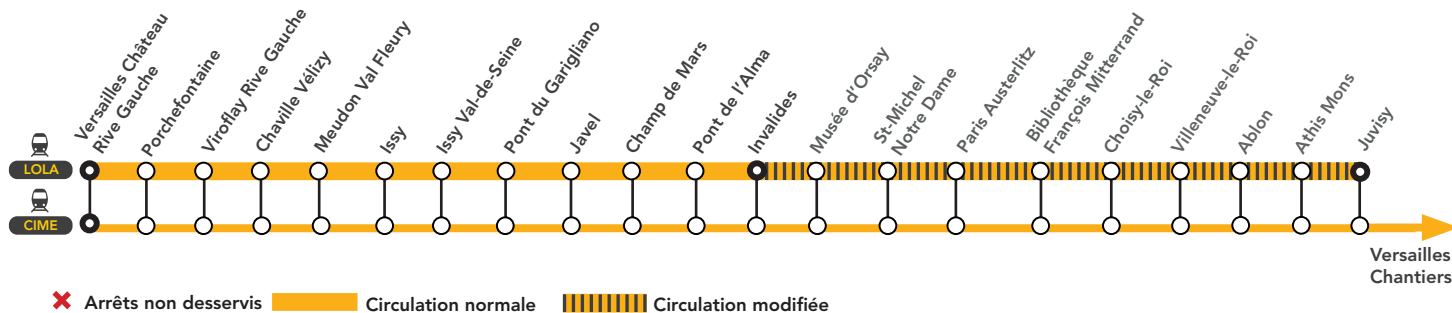 Versailles Château
Rive Gauche
Porchefontaine
Viroflay Rive Gauche
Chaville Vélizy
Meudon Val Fleury
Issy
Issy Val-de-Seine
Pont du Garigliano
Javel
Champ de Mars
Pont de l'Alma
Invalides
Musée d'Orsay
St-Michel
Notre Dame
Paris Austerlitz
Bibliothèque
François Mitterrand
Choisy-le-Roi
Villeneuve-le-Roi
Ablon
Athis Mons
Juvisy
LOLA
CIME
Versailles
Chantiers
Arrêts non desservis
Circulation normale
Circulation modifiée